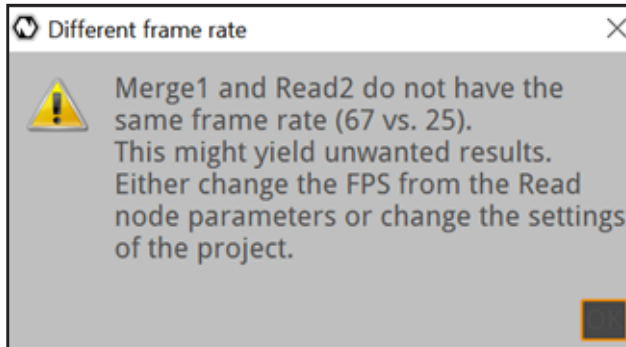 Different frame rate
Merge1 and Read2 do not have the
same frame rate (67 vs. 25).
This might yield unwanted results.
Either change the FPS from the Read
node parameters or change the settings
of the project.
OK